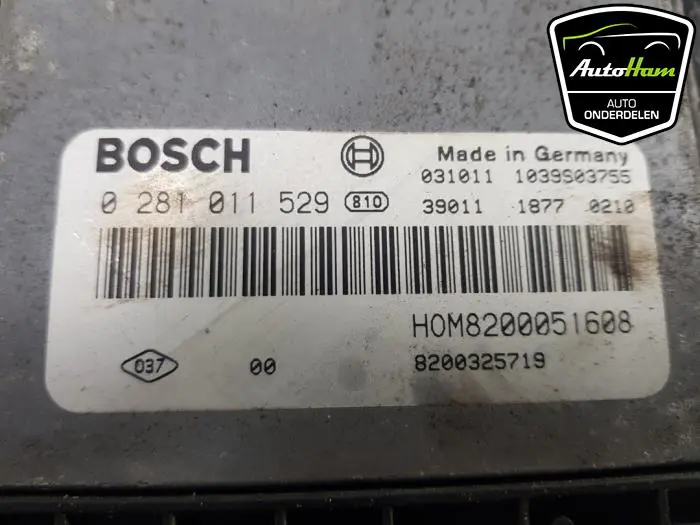 AutoHam
AUTO
ONDERDELEN
BOSCH
Made in Germany
031011 1039S03755
0 281 011 529 810
39011 1877 0210
HOM8200051608
037 00 8200325719